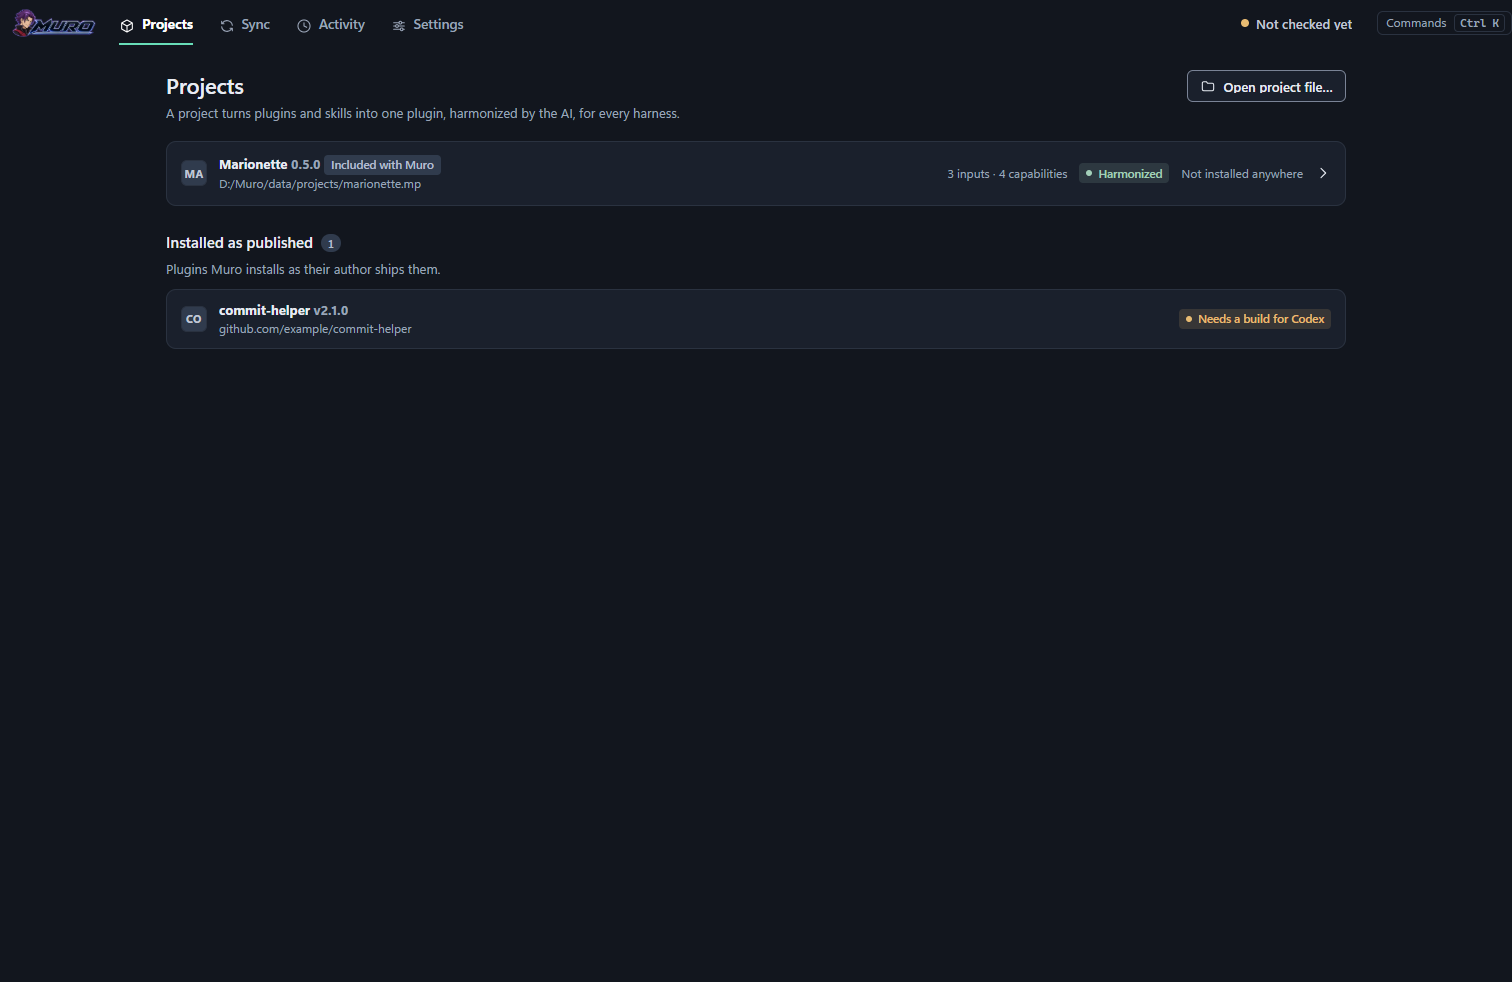 MURO
Projects
Sync
Activity
Settings
Not checked yet
Commands Ctrl K
Projects
Open project file...
A project turns plugins and skills into one plugin, harmonized by the AI, for every harness.
MA
Marionette 0.5.0 Included with Muro
D:/Muro/data/projects/marionette.mp
3 inputs · 4 capabilities
Harmonized
Not installed anywhere
Installed as published 1
Plugins Muro installs as their author ships them.
CO
commit-helper v2.1.0
github.com/example/commit-helper
Needs a build for Codex